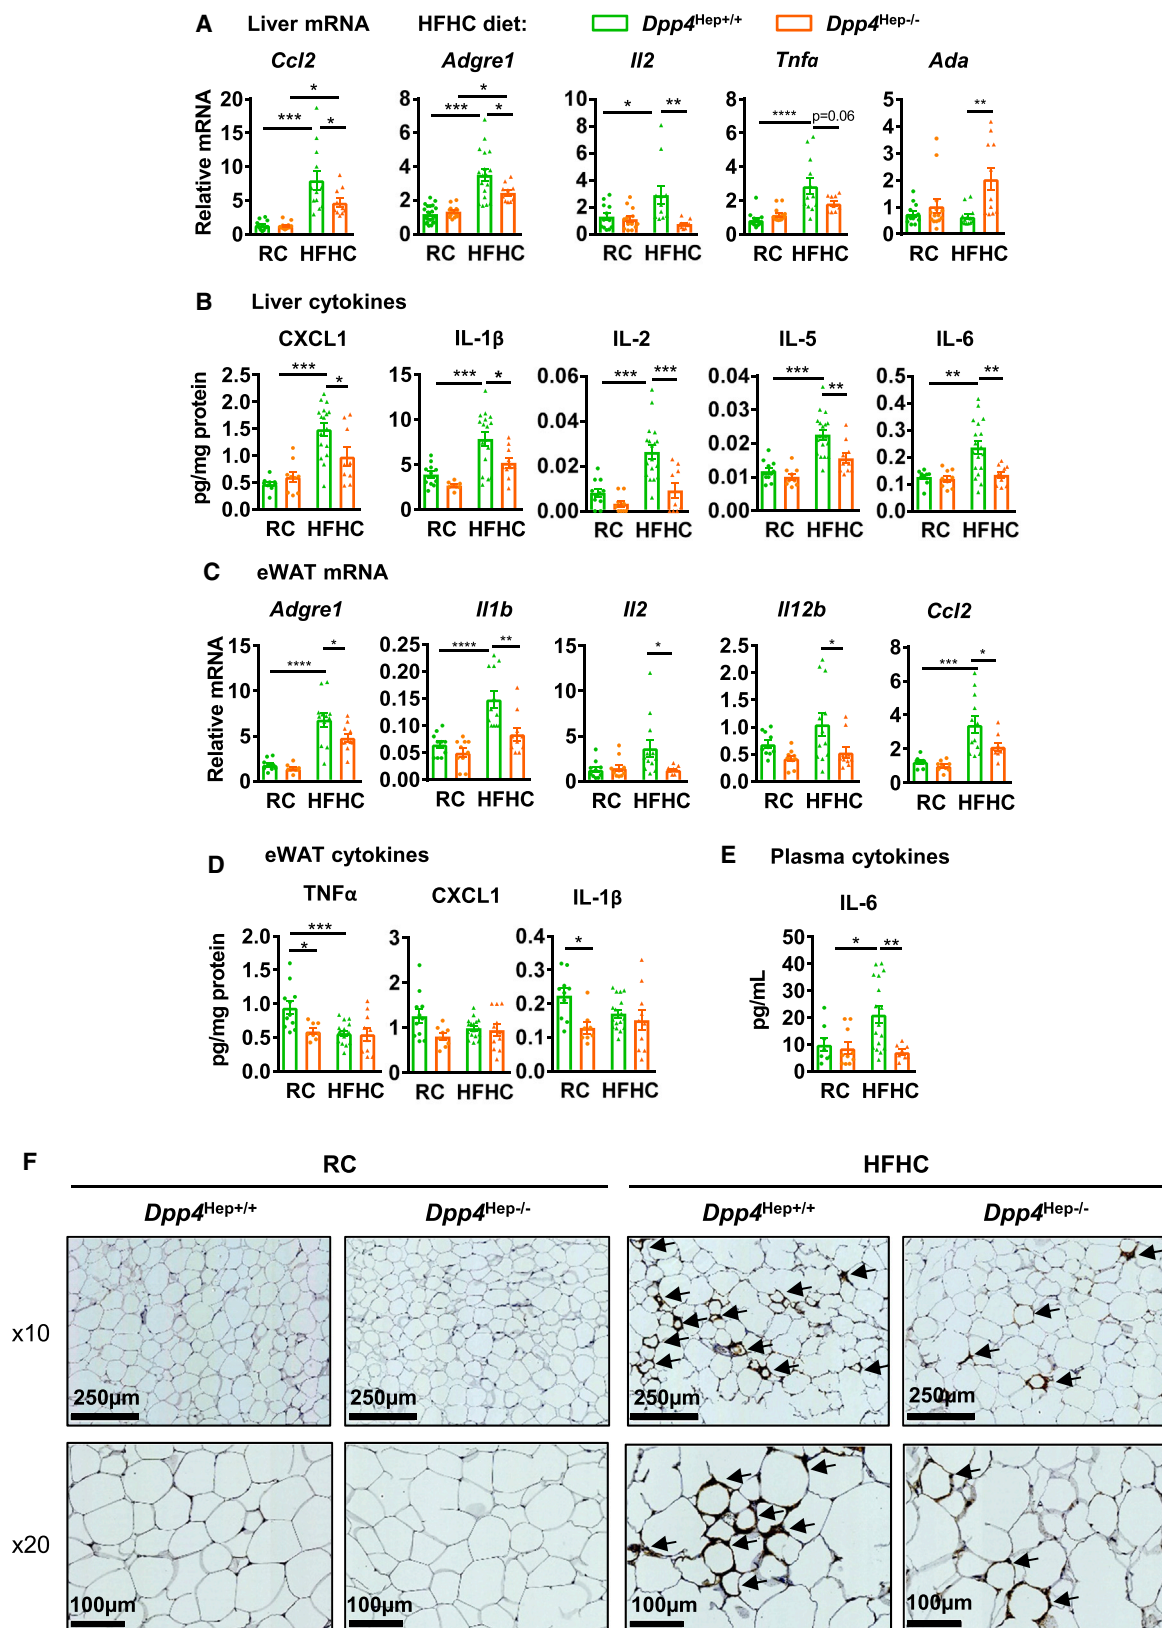 A Liver mRNA HFHC diet: Dpp4Hep+/+ Dpp4Hep-/-
Ccl2 Adgre1 Il2 Tnfα Ada
Relative mRNA
20 15 10 5 0
*** * *
RC HFHC
8 6 4 2 0
*** * *
RC HFHC
10 8 6 4 2 0
* **
RC HFHC
8 6 4 2 0
**** p=0.06
RC HFHC
5 4 3 2 1 0
**
RC HFHC
B Liver cytokines
CXCL1 IL-1β IL-2 IL-5 IL-6
pg/mg protein
2.5 2.0 1.5 1.0 0.5 0.0
*** *
RC HFHC
15 10 5 0
*** *
RC HFHC
0.06 0.04 0.02 0.00
*** ***
RC HFHC
0.04 0.03 0.02 0.01 0.00
*** **
RC HFHC
0.5 0.4 0.3 0.2 0.1 0.0
** **
RC HFHC
C eWAT mRNA
Adgre1 Il1b Il2 Il12b Ccl2
Relative mRNA
15 10 5 0
**** *
RC HFHC
0.25 0.20 0.15 0.10 0.05 0.00
**** **
RC HFHC
15 10 5 0
*
RC HFHC
2.5 2.0 1.5 1.0 0.5 0.0
*
RC HFHC
8 6 4 2 0
*** *
RC HFHC
D eWAT cytokines
TNFα CXCL1 IL-1β
pg/mg protein
2.0 1.5 1.0 0.5 0.0
*** *
RC HFHC
3 2 1 0
RC HFHC
0.4 0.3 0.2 0.1 0.0
*
RC HFHC
E Plasma cytokines
IL-6
pg/mL
50 40 30 20 10 0
* **
RC HFHC
F RC HFHC
Dpp4Hep+/+ Dpp4Hep-/- Dpp4Hep+/+ Dpp4Hep-/-
x10
250μm 250μm 250μm 250μm
x20
100μm 100μm 100μm 100μm